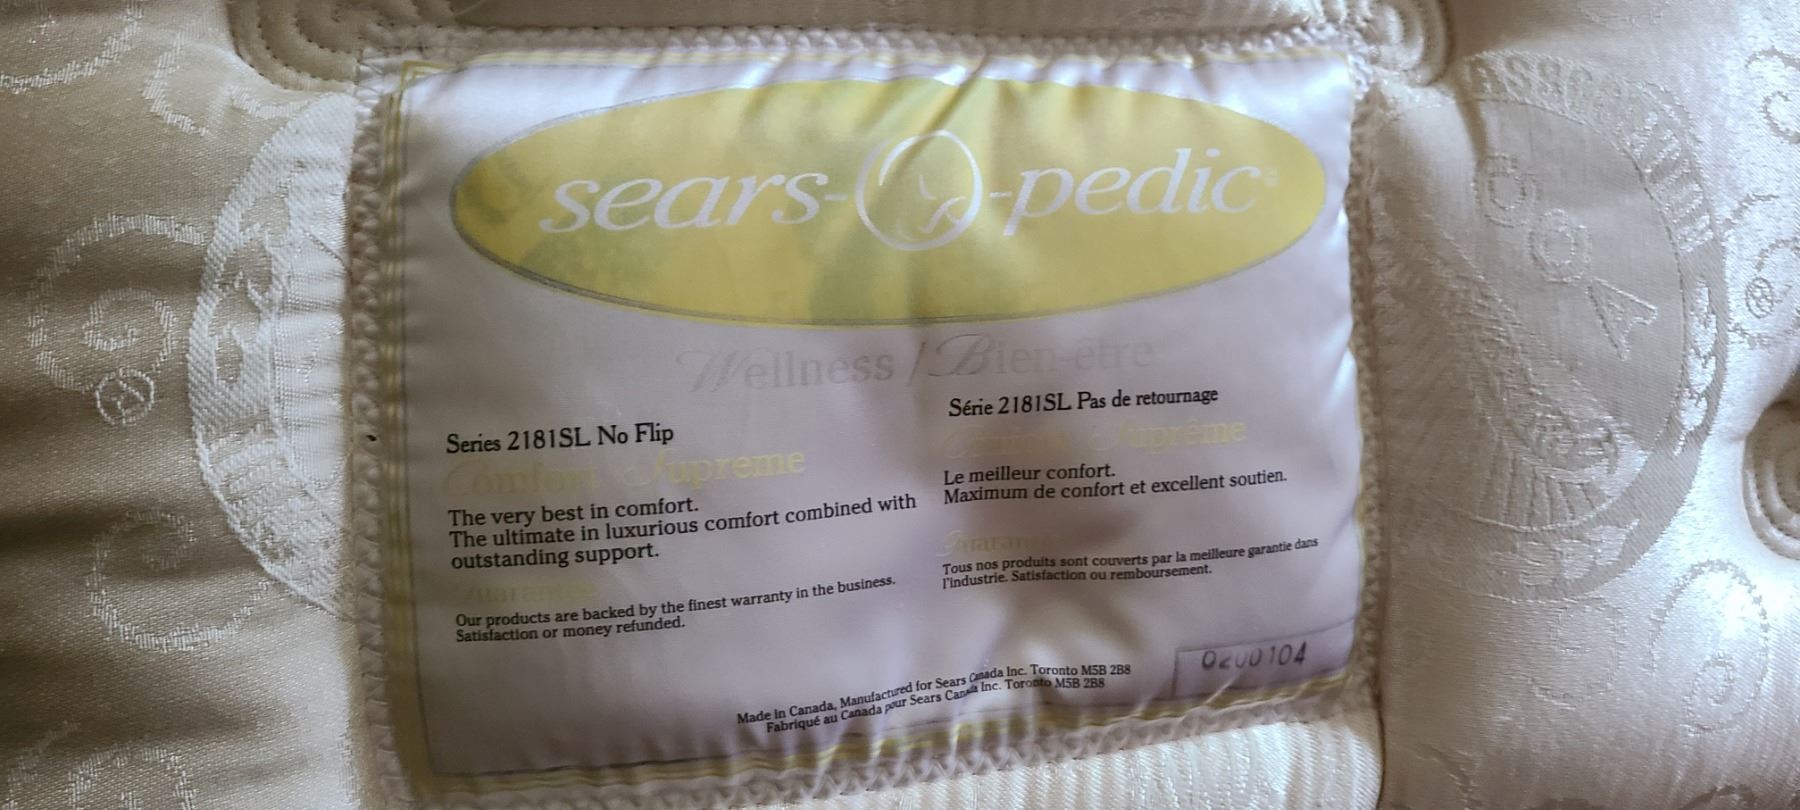 sears-O-pedic
Wellness / Bien-être
Series 2181SL No Flip
Comfort Supreme
The very best in comfort.
The ultimate in luxurious comfort combined with
outstanding support.
Guarantee
Our products are backed by the finest warranty in the business.
Satisfaction or money refunded.
Série 2181SL Pas de retournage
Suprême
Le meilleur confort.
Maximum de confort et excellent soutien.
Tous nos produits sont couverts par la meilleure garantie dans
l'industrie. Satisfaction ou remboursement.
Made in Canada, Manufactured for Sears Canada Inc. Toronto M5B 2B8
Fabriqué au Canada pour Sears Canada Inc. Toronto M5B 2B8
0200104
CCA